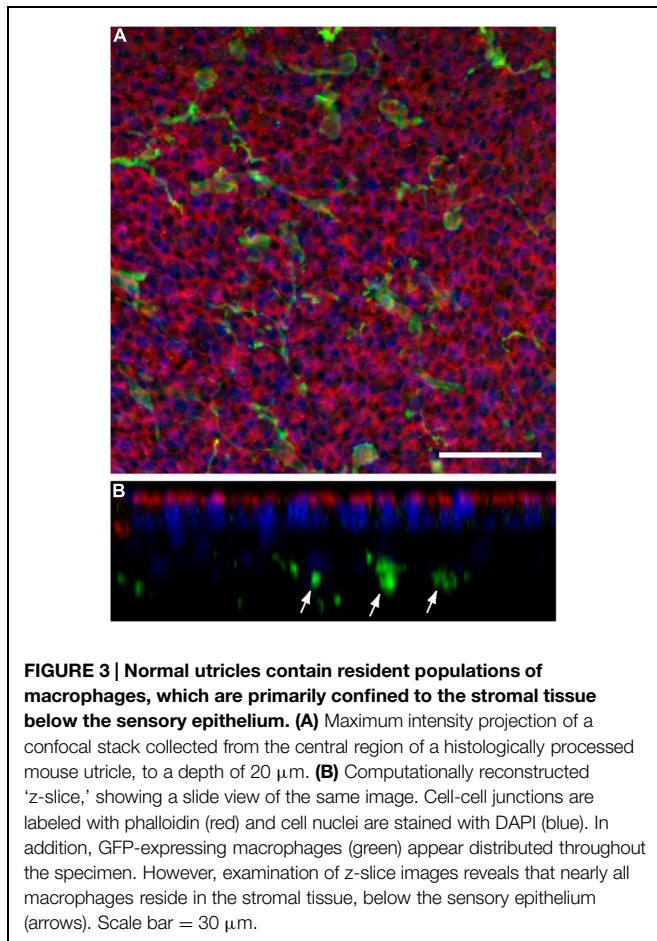 A
B
FIGURE 3 | Normal utricles contain resident populations of
macrophages, which are primarily confined to the stromal tissue
below the sensory epithelium. (A) Maximum intensity projection of a
confocal stack collected from the central region of a histologically processed
mouse utricle, to a depth of 20 μm. (B) Computationally reconstructed
‘z-slice,’ showing a slide view of the same image. Cell-cell junctions are
labeled with phalloidin (red) and cell nuclei are stained with DAPI (blue). In
addition, GFP-expressing macrophages (green) appear distributed throughout
the specimen. However, examination of z-slice images reveals that nearly all
macrophages reside in the stromal tissue, below the sensory epithelium
(arrows). Scale bar = 30 μm.